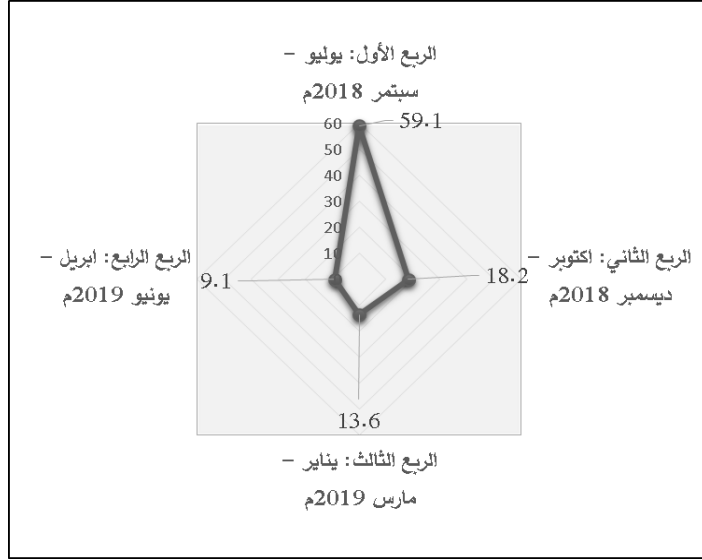 الربع الأول: يوليو –
سبتمر 2018م
59.1
60
50
40
30
20
10
الربع الثاني: اكتوبر –
ديسمبر 2018م
18.2
الربع الرابع: ابريل –
يونيو 2019م
9.1
13.6
الربع الثالث: يناير –
مارس 2019م